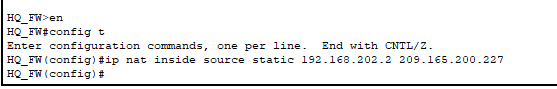 HQ_FW>en
HQ_FW#config t
Enter configuration commands, one per line.  End with CNTL/Z.
HQ_FW(config)#ip nat inside source static 192.168.202.2 209.165.200.227
HQ_FW(config)#